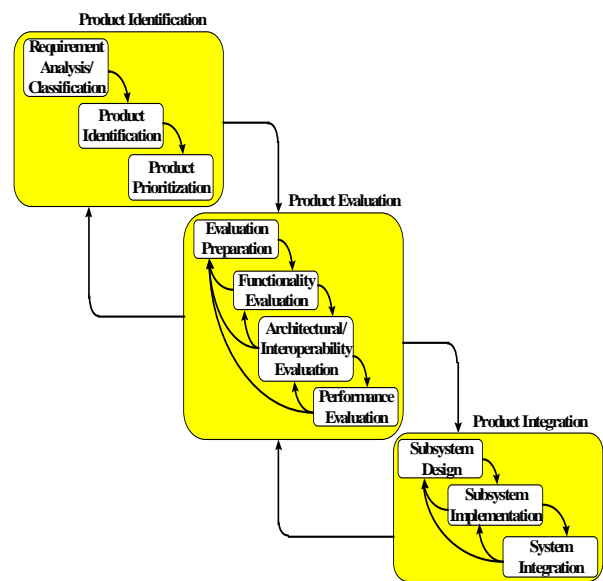 Product Identification
Requirement
Analysis/
Classification
Product
Identification
Product
Prioritization
Product Evaluation
Evaluation
Preparation
Functionality
Evaluation
Architectural/
Interoperability
Evaluation
Performance
Evaluation
Product Integration
Subsystem
Design
Subsystem
Implementation
System
Integration